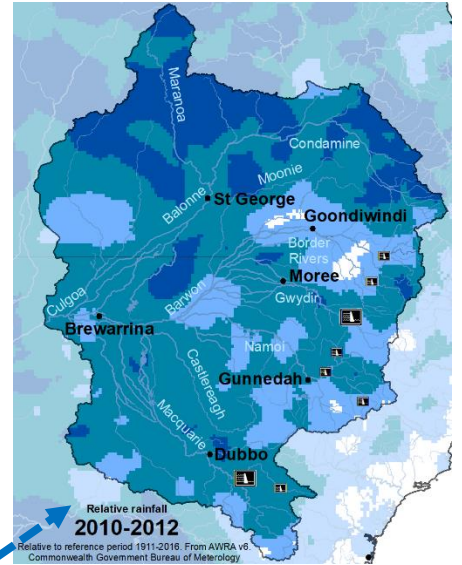 Maranoa
Condamine
Moonie
Balonne
St George
Goondiwindi
Border
Rivers
Moree
Culgoa
Barwon
Gwydir
Brewarrina
Namoi
Castlereagh
Gunnedah
Macquarie
Dubbo
Relative rainfall
2010-2012
Relative to reference period 1911-2016. From AWRA v6.
Commonwealth Government Bureau of Meterology